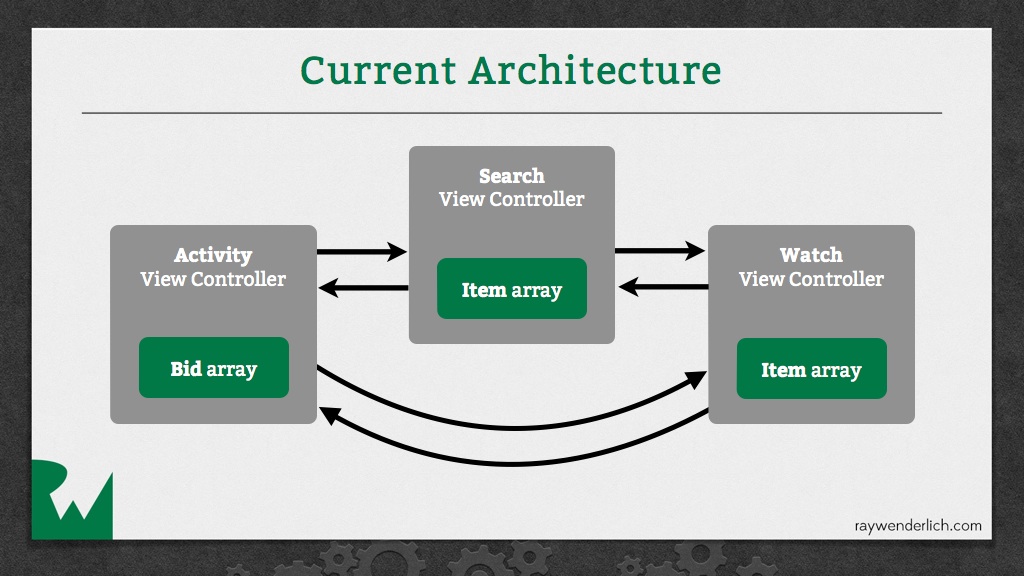 Current Architecture
Search
View Controller
Item array
Activity
View Controller
Bid array
Watch
View Controller
Item array
raywenderlich.com